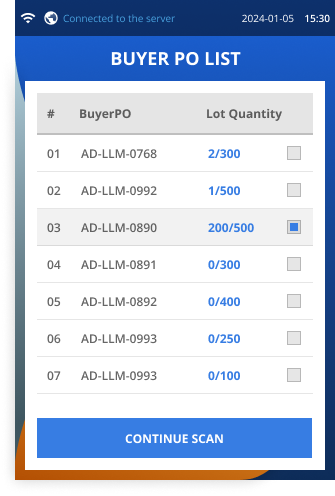 Connected to the server 2024-01-05 15:30
BUYER PO LIST
# BuyerPO Lot Quantity
01 AD-LLM-0768 2/300
02 AD-LLM-0992 1/500
03 AD-LLM-0890 200/500
04 AD-LLM-0891 0/300
05 AD-LLM-0892 0/400
06 AD-LLM-0993 0/250
07 AD-LLM-0993 0/100
CONTINUE SCAN